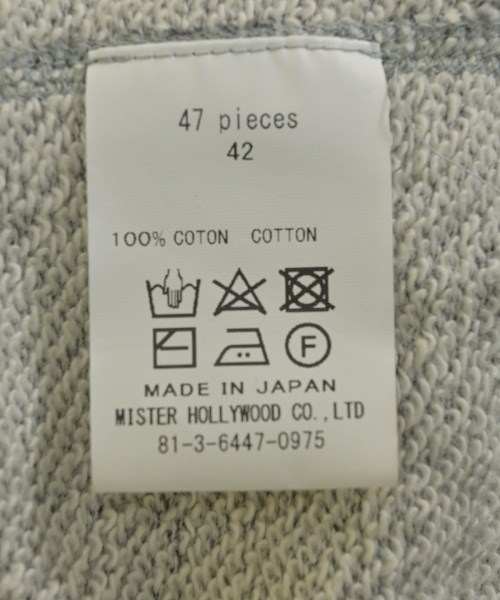 47 pieces
42
100% COTON COTTON
F
MADE IN JAPAN
MISTER HOLLYWOOD CO.,LTD
81-3-6447-0975